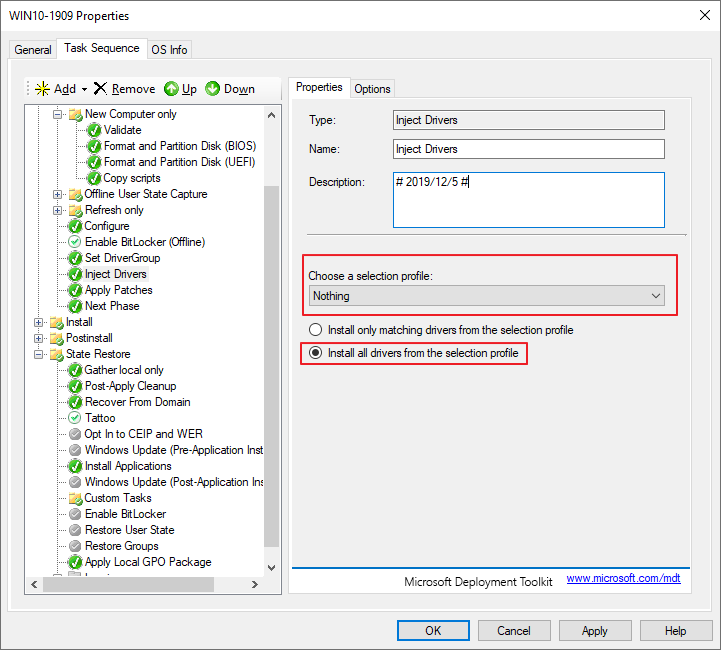 WIN10-1909 Properties
General
Task Sequence
OS Info
Add
Remove
Up
Down
New Computer only
Validate
Format and Partition Disk (BIOS)
Format and Partition Disk (UEFI)
Copy scripts
Offline User State Capture
Refresh only
Configure
Enable BitLocker (Offline)
Set DriverGroup
Inject Drivers
Apply Patches
Next Phase
Install
Postinstall
State Restore
Gather local only
Post-Apply Cleanup
Recover From Domain
Tattoo
Opt In to CEIP and WER
Windows Update (Pre-Application Inst
Install Applications
Windows Update (Post-Application Ins
Custom Tasks
Enable BitLocker
Restore User State
Restore Groups
Apply Local GPO Package
Properties
Options
Type:
Inject Drivers
Name:
Inject Drivers
Description:
# 2019/12/5 #
Choose a selection profile:
Nothing
Install only matching drivers from the selection profile
Install all drivers from the selection profile
Microsoft Deployment Toolkit
www.microsoft.com/mdt
OK
Cancel
Apply
Help